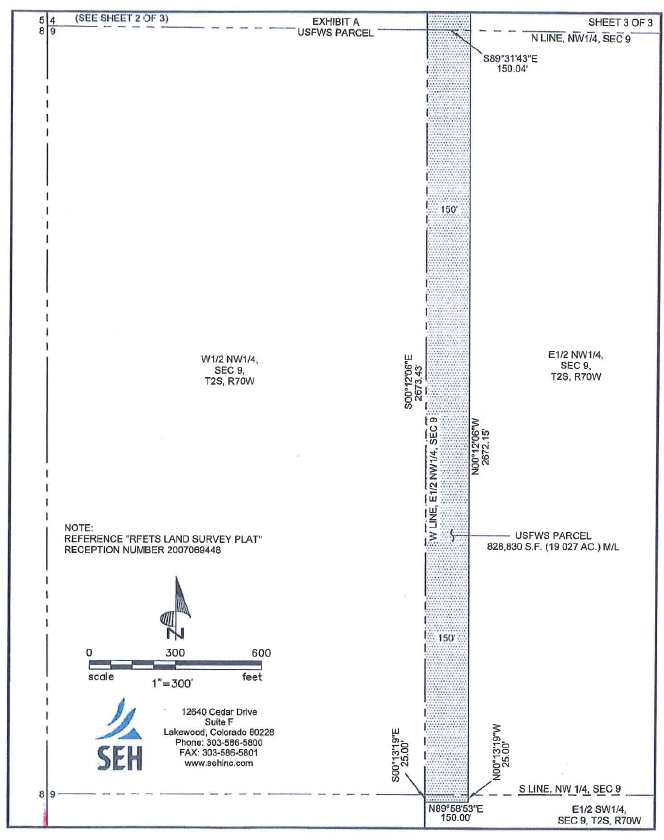 5 4
8 9
(SEE SHEET 2 OF 3)
EXHIBIT A
USFWS PARCEL
SHEET 3 OF 3
N LINE, NW1/4, SEC 9
S89°31'43"E
150.04'
150'
W1/2 NW1/4,
SEC 9,
T2S, R70W
S00°12'06"E
2673.43'
E1/2 NW1/4,
SEC 9,
T2S, R70W
W LINE, E1/2 NW1/4, SEC 9
N00°12'06"W
2672.15'
NOTE:
REFERENCE "RFETS LAND SURVEY PLAT"
RECEPTION NUMBER 2007069448
USFWS PARCEL
828,830 S.F. (19.027 AC.) M/L
N
150'
0 300 600
scale feet
1"=300'
SEH
12640 Cedar Drive
Suite F
Lakewood, Colorado 80228
Phone: 303-586-5800
FAX: 303-586-5801
www.sehinc.com
S00°13'19"E
25.00'
N00°13'19"W
25.00'
8 9
S LINE, NW 1/4, SEC 9
N89°58'53"E
150.00'
E1/2 SW1/4,
SEC 9, T2S, R70W